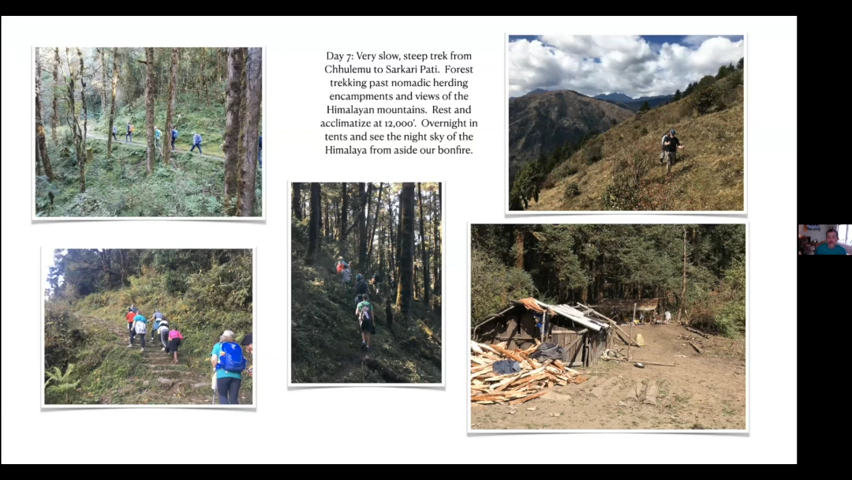 Day 7: Very slow, steep trek from
Chhulemu to Sarkari Pati. Forest
trekking past nomadic herding
encampments and views of the
Himalayan mountains. Rest and
acclimatize at 12,000'. Overnight in
tents and see the night sky of the
Himalaya from aside our bonfire.